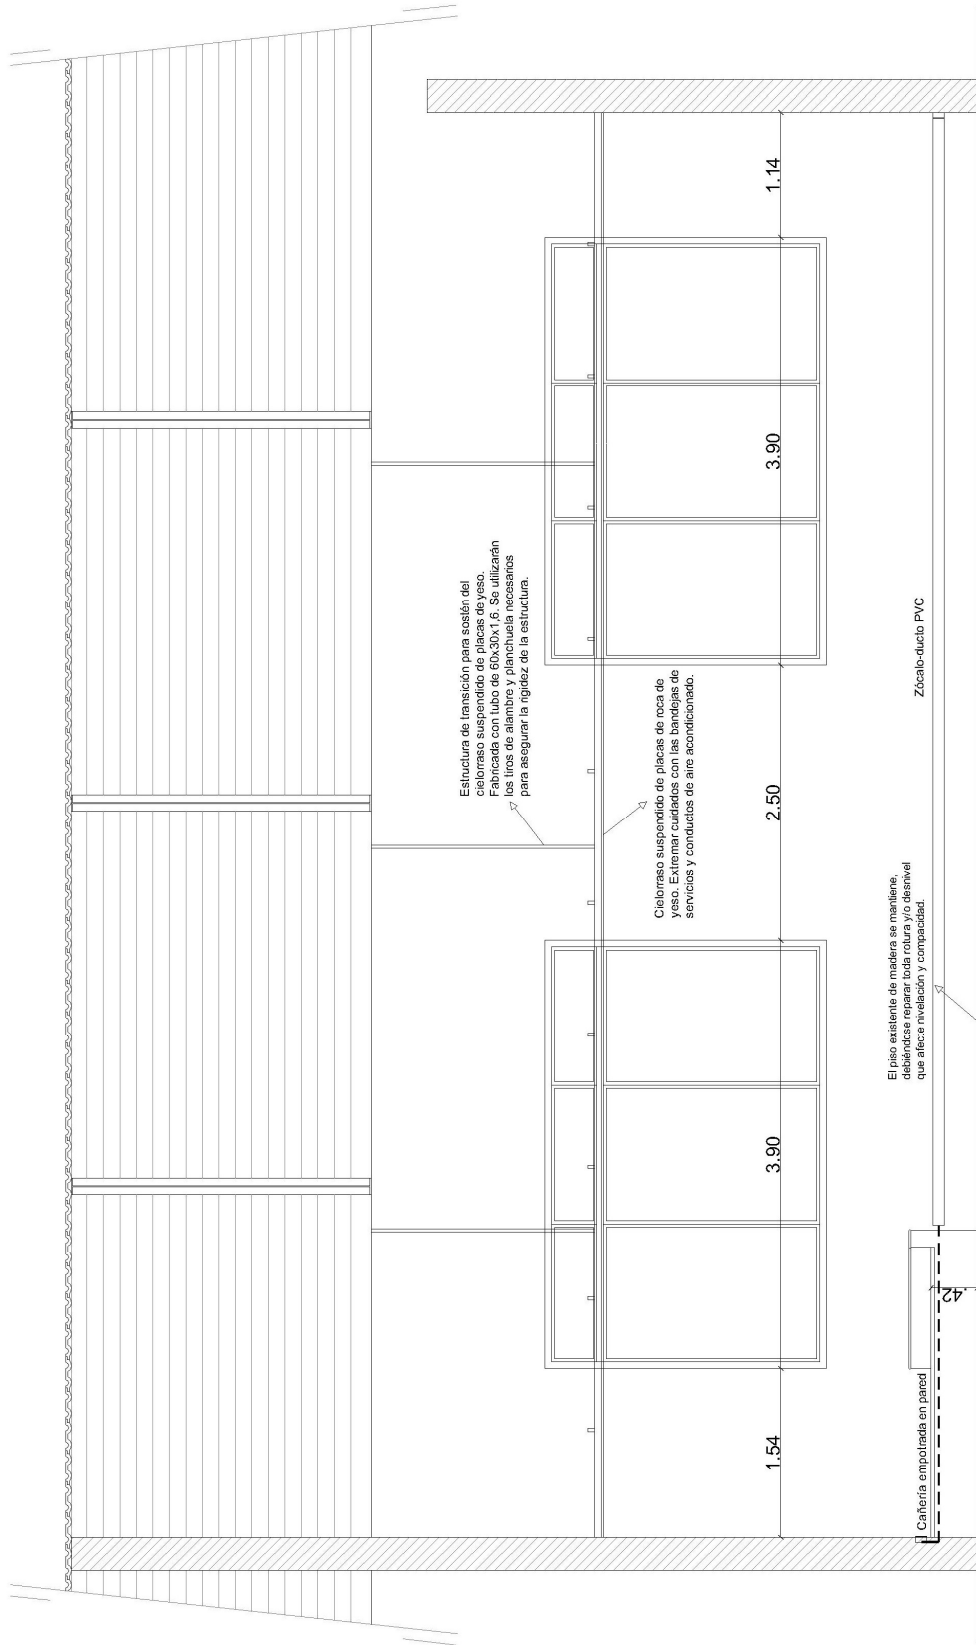 Estructura de transición para sostén del
cielorraso suspendido de placas de yeso.
Fabricada con tubo de 60x30x1,6. Se utilizarán
los tiros de alambre y planchuela necesarios
para asegurar la rigidez de la estructura.
Cielorraso suspendido de placas de roca de
yeso. Extremar cuidados con las bandejas de
servicios y conductos de aire acondicionado.
1.54
3.90
2.50
3.90
1.14
El piso existente de madera se mantiene,
debiéndose reparar toda rotura y/o desnivel
que afecte nivelación y compacidad.
Zócalo-ducto PVC
Cañería empotrada en pared
.42